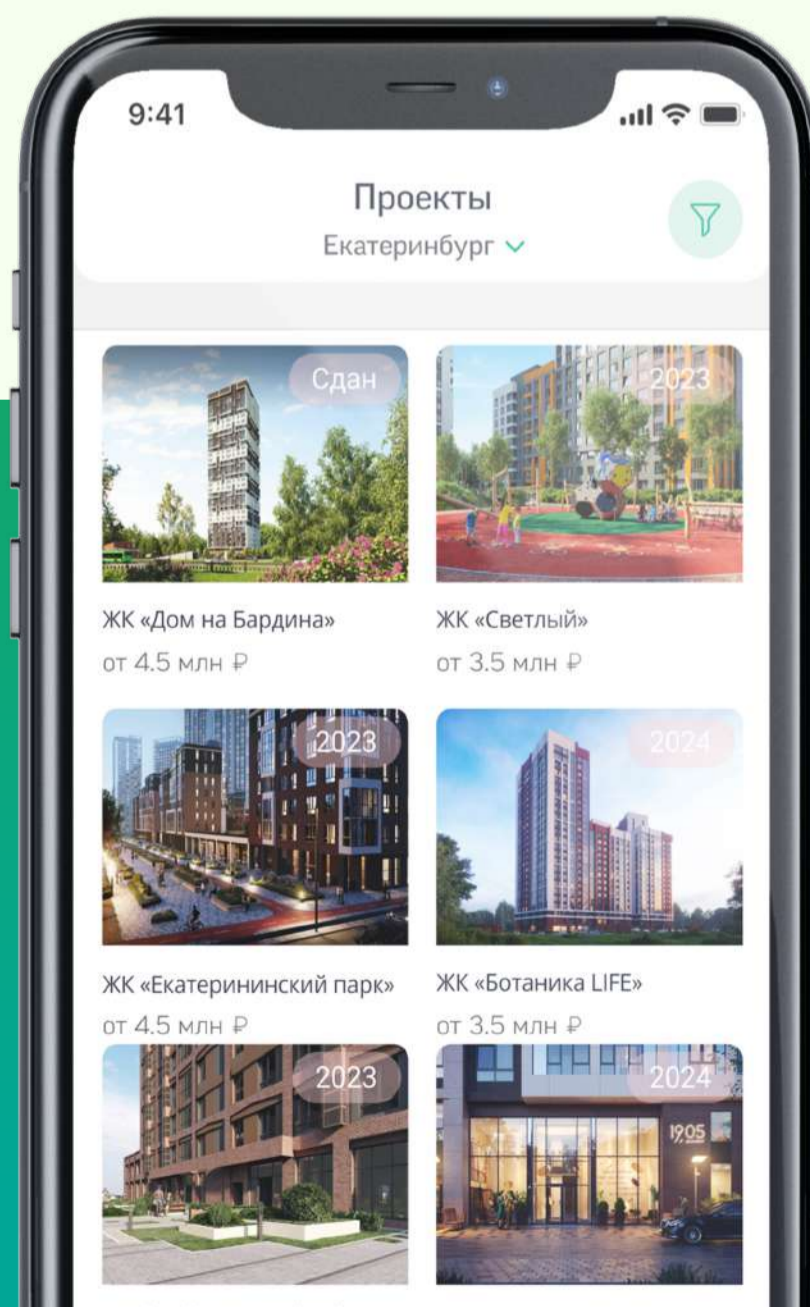 9:41
Проекты
Екатеринбург
Сдан
2023
ЖК «Дом на Бардина»
ЖК «Светлый»
от 4.5 млн ₽
от 3.5 млн ₽
2023
2024
ЖК «Екатерининский парк»
ЖК «Ботаника LIFE»
от 4.5 млн ₽
от 3.5 млн ₽
2023
2024
1905